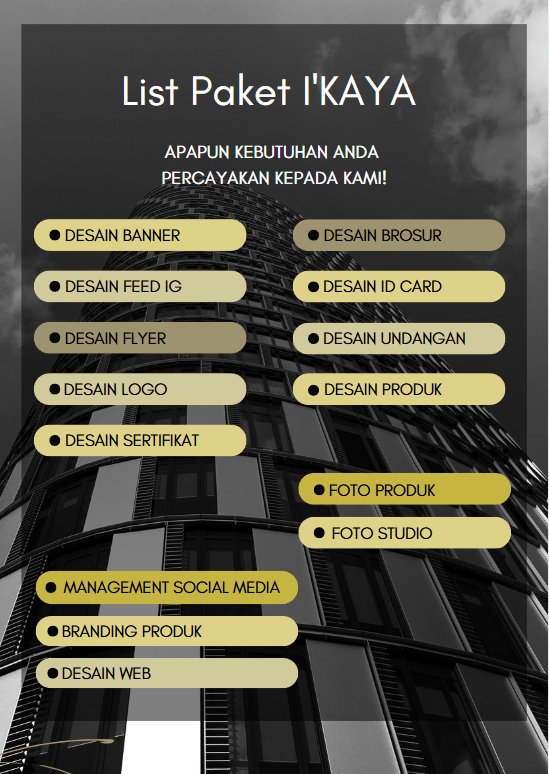 List Paket I'KAYA
APAPUN KEBUTUHAN ANDA
PERCAYAKAN KEPADA KAMI!
● DESAIN BANNER
● DESAIN FEED IG
● DESAIN FLYER
● DESAIN LOGO
● DESAIN SERTIFIKAT
● DESAIN BROSUR
● DESAIN ID CARD
● DESAIN UNDANGAN
● DESAIN PRODUK
● FOTO PRODUK
● FOTO STUDIO
● MANAGEMENT SOCIAL MEDIA
● BRANDING PRODUK
● DESAIN WEB